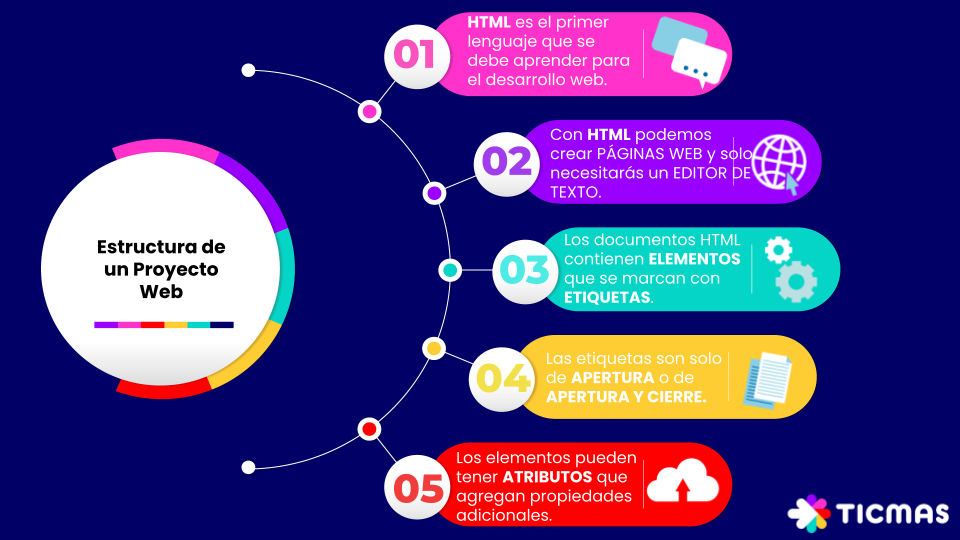 Estructura de
un Proyecto
Web
01
HTML es el primer
lenguaje que se
debe aprender para
el desarrollo web.
02
Con HTML podemos
crear PÁGINAS WEB y solo
necesitarás un EDITOR DE
TEXTO.
03
Los documentos HTML
contienen ELEMENTOS
que se marcan con
ETIQUETAS.
04
Las etiquetas son solo
de APERTURA o de
APERTURA Y CIERRE.
05
Los elementos pueden
tener ATRIBUTOS que
agregan propiedades
adicionales.
TICMAS